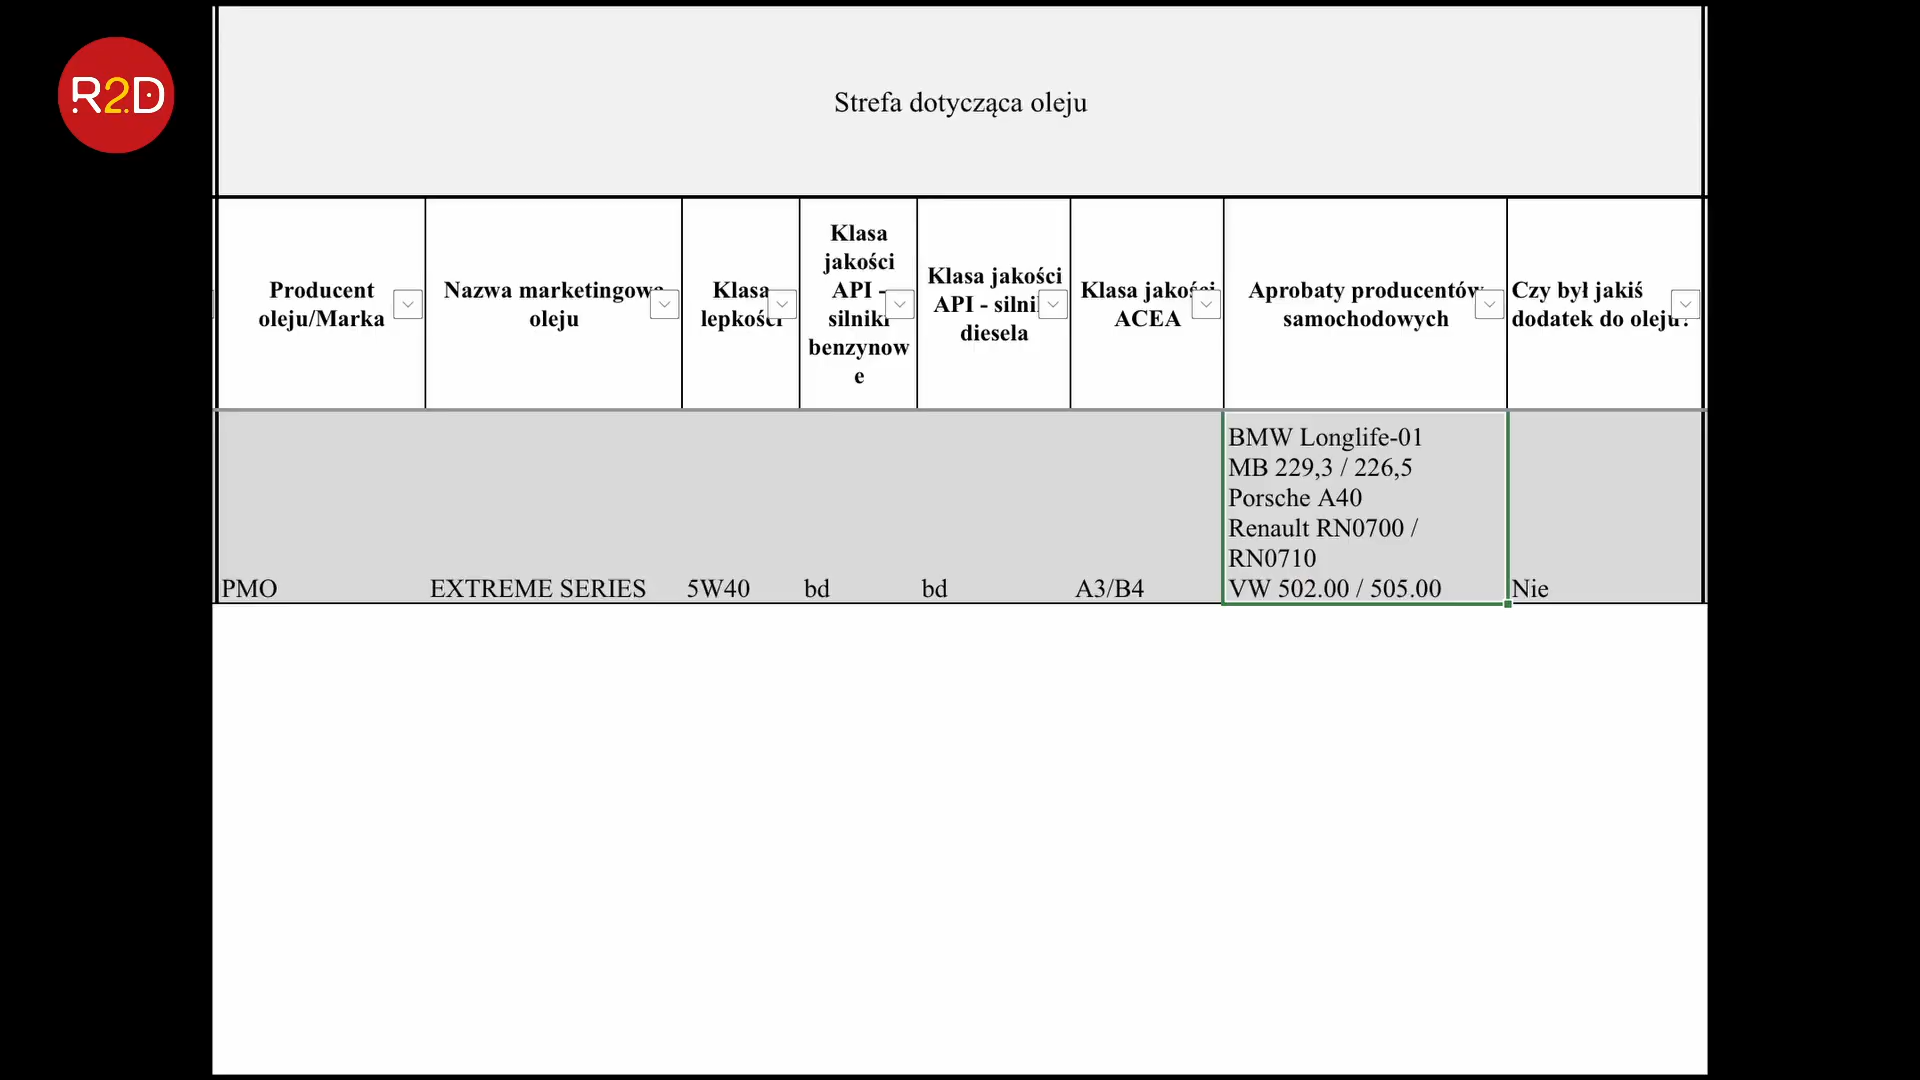 R2D
Strefa dotycząca oleju
Producent
oleju/Marka
Nazwa marketingowa
oleju
Klasa
lepkości
Klasa
jakości
API -
silniki
benzynow
e
Klasa jakości
API - silniki
diesela
Klasa jakości
ACEA
Aprobaty producentów
samochodowych
Czy był jakiś
dodatek do oleju?
PMO
EXTREME SERIES
5W40
bd
bd
A3/B4
BMW Longlife-01
MB 229,3 / 226,5
Porsche A40
Renault RN0700 /
RN0710
VW 502.00 / 505.00
Nie